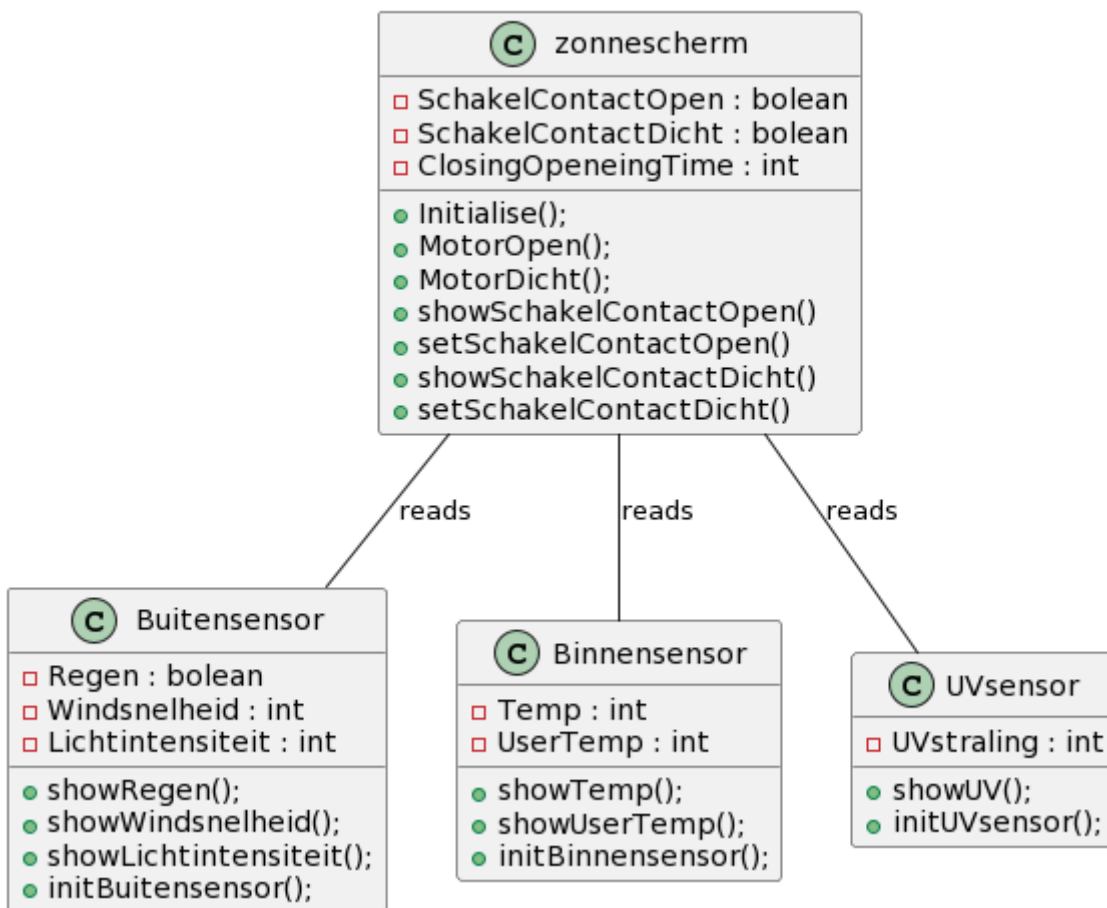 C zonnescherm
SchakelContactOpen : bolean
SchakelContactDicht : bolean
ClosingOpeneingTime : int
Initialise();
MotorOpen();
MotorDicht();
showSchakelContactOpen()
setSchakelContactOpen()
showSchakelContactDicht()
setSchakelContactDicht()
reads
reads
reads
C Buitensensor
Regen : bolean
Windsnelheid : int
Lichtintensiteit : int
showRegen();
showWindsnelheid();
showLichtintensiteit();
initBuitensensor();
C Binnensensor
Temp : int
UserTemp : int
showTemp();
showUserTemp();
initBinnensensor();
C UVsensor
UVstraling : int
showUV();
initUVsensor();